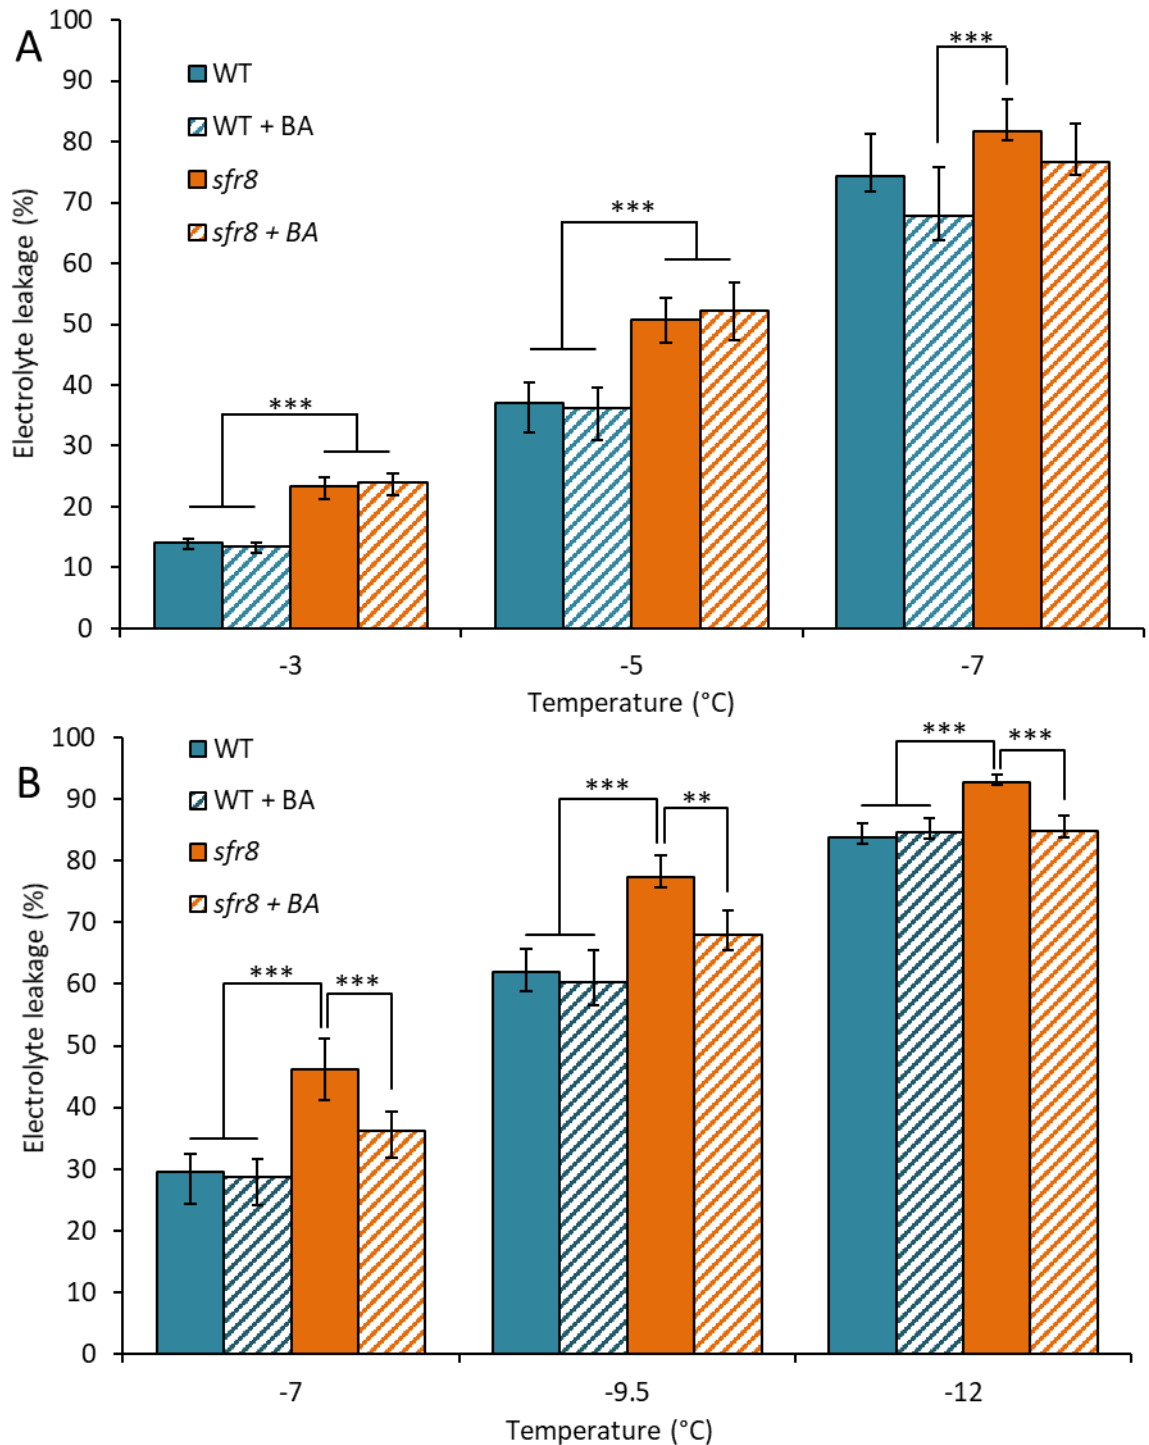 A
Electrolyte leakage (%)
100
90
80
70
60
50
40
30
20
10
0
WT
WT + BA
sfr8
sfr8 + BA
***
***
***
-3
-5
-7
Temperature (°C)
B
Electrolyte leakage (%)
100
90
80
70
60
50
40
30
20
10
0
WT
WT + BA
sfr8
sfr8 + BA
***
***
***
**
***
***
-7
-9.5
-12
Temperature (°C)